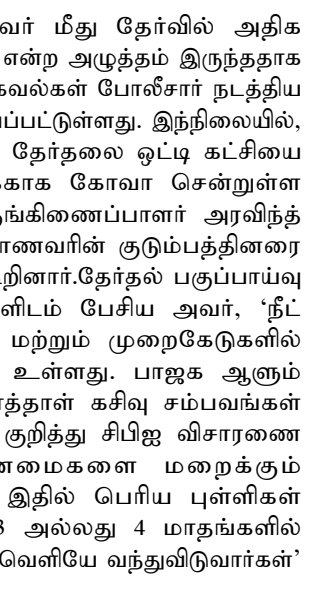 வர் மீது தேர்வில் அதிக
என்ற அழுத்தம் இருந்ததாக
கவல்கள் போலீசார் நடத்திய
ப்பட்டுள்ளது. இந்நிலையில்,
தேர்தலை ஒட்டி கட்சியை
காக கோவா சென்றுள்ள
ருங்கிணைப்பாளர் அரவிந்த்
ாணவரின் குடும்பத்தினரை
றினார்.தேர்தல் பகுப்பாய்வு
ளிடம் பேசிய அவர், ‘நீட்
மற்றும் முறைகேடுகளில்
உள்ளது. பாஜக ஆளும்
ாத்தாள் கசிவு சம்பவங்கள்
குறித்து சிபிஐ விசாரணை
ன்மைகளை மறைக்கும்
இதில் பெரிய புள்ளிகள்
3 அல்லது 4 மாதங்களில்
வெளியே வந்துவிடுவார்கள்’